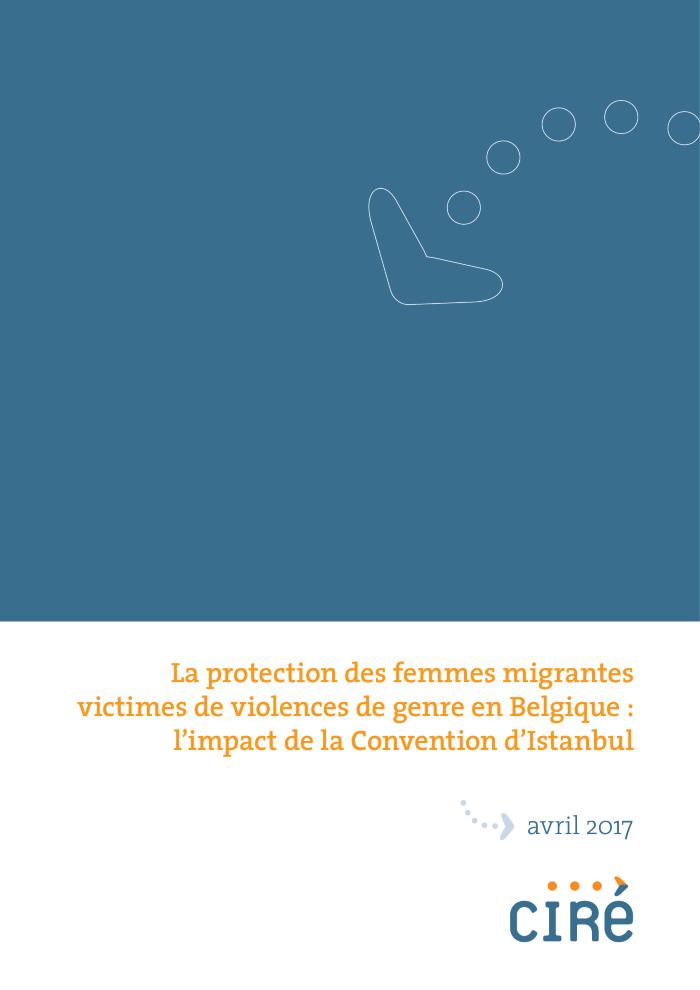 La protection des femmes migrantes
victimes de violences de genre en Belgique :
l’impact de la Convention d’Istanbul
avril 2017
ciré